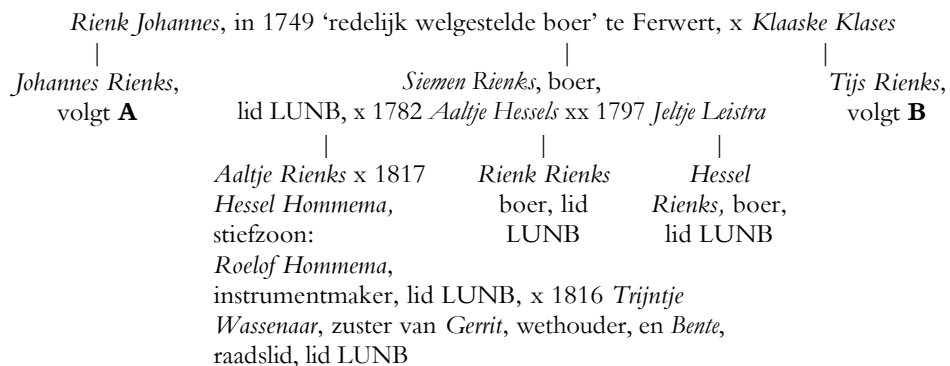 Rienk Johannes, in 1749 ‘redelijk welgestelde boer’ te Ferwert, x Klaaske Klases
Johannes Rienks,
volgt A
Siemen Rienks, boer,
lid LUNB, x 1782 Aaltje Hessels xx 1797 Jeltje Leistra
Tijs Rienks,
volgt B
Aaltje Rienks x 1817
Hessel Hommema,
stiefzoon:
Roelof Hommema,
instrumentmaker, lid LUNB, x 1816 Trijntje
Wassenaar, zuster van Gerrit, wethouder, en Bente,
raadslid, lid LUNB
Rienk Rienks
boer, lid
LUNB
Hessel
Rienks, boer,
lid LUNB